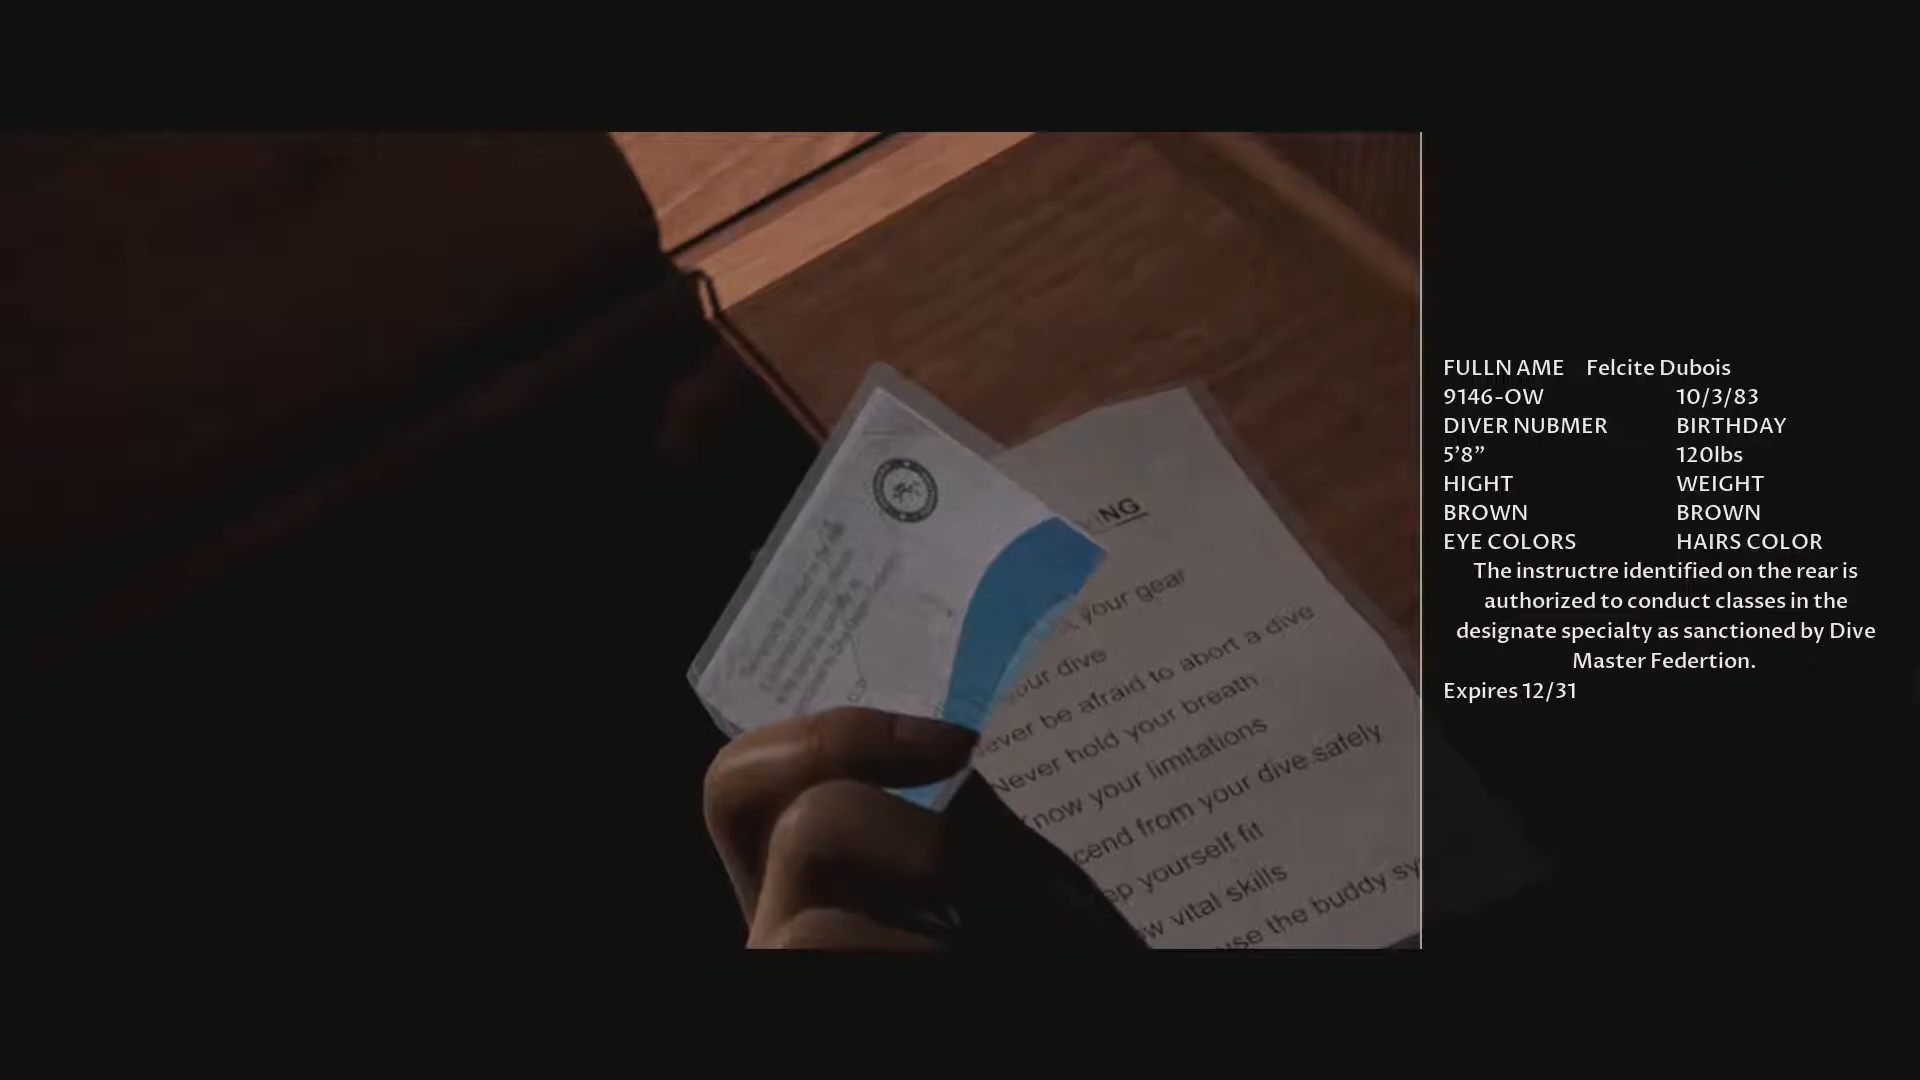 FULLN AME Felcite Dubois
9146-OW 10/3/83
DIVER NUBMER BIRTHDAY
5’8” 120lbs
HIGHT WEIGHT
BROWN BROWN
EYE COLORS HAIRS COLOR
The instructre identified on the rear is
authorized to conduct classes in the
designate specialty as sanctioned by Dive
Master Federtion.
Expires 12/31
NG
your gear
your dive
ever be afraid to abort a dive
Never hold your breath
Know your limitations
cend from your dive safely
ep yourself fit
ow vital skills
use the buddy sy